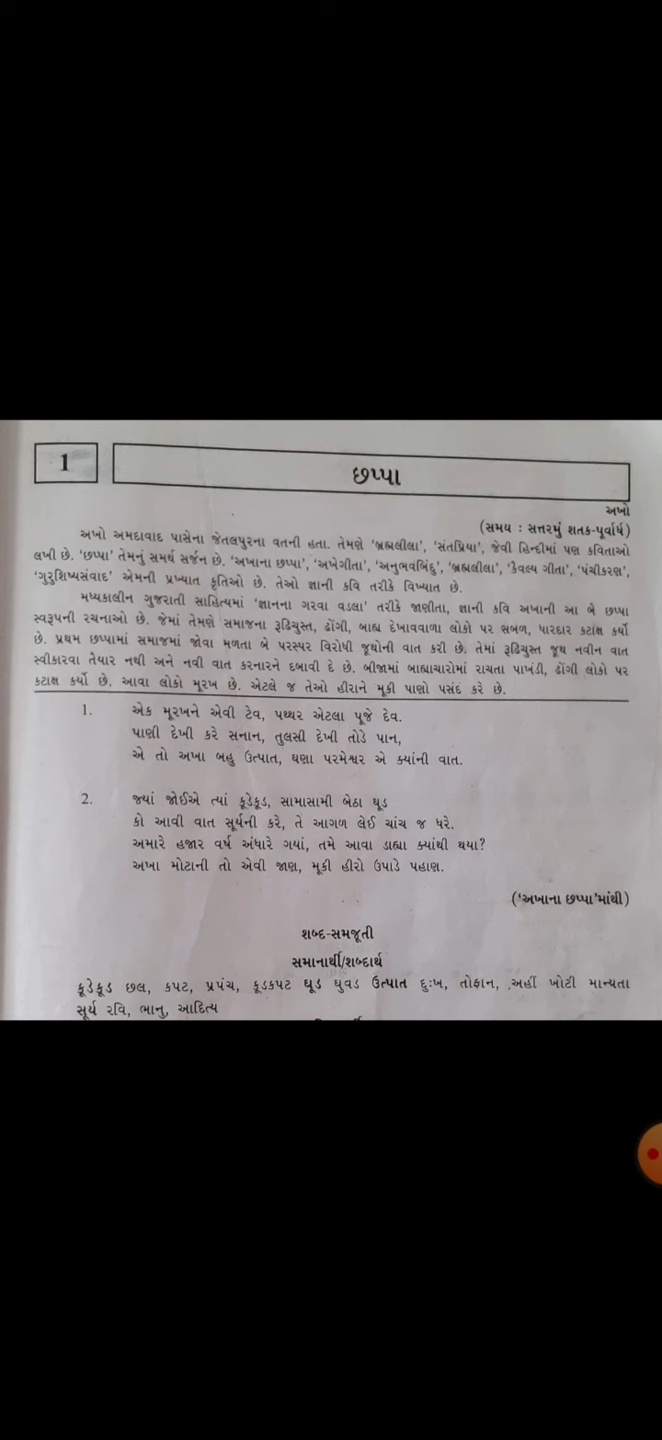 1
છપ્પા
અખો
(સમય : સત્તરમું શતક-પૂર્વાર્ધ)
અખો અમદાવાદ પાસેના જેતલપુરના વતની હતા. તેમણે ‘બ્રહ્મલીલા’, ‘સંતપ્રિયા’, જેવી હિન્દીમાં પણ કવિતાઓ
લખી છે. ‘છપ્પા’ તેમનું સમર્થ સર્જન છે. ‘અખાના છપ્પા’, ‘અખેગીતા’, ‘અનુભવબિંદુ’, ‘બ્રહ્મલીલા’, ‘કૈવલ્ય ગીતા’, ‘પંચીકરણ’,
‘ગુરુશિષ્યસંવાદ’ એમની પ્રખ્યાત કૃતિઓ છે. તેઓ જ્ઞાની કવિ તરીકે વિખ્યાત છે.
મધ્યકાલીન ગુજરાતી સાહિત્યમાં ‘જ્ઞાનના ગરવા વડલા’ તરીકે જાણીતા, જ્ઞાની કવિ અખાની આ બે છપ્પા
સ્વરૂપની રચનાઓ છે. જેમાં તેમણે સમાજના રૂઢિચુસ્ત, ઢોંગી, બાહ્ય દેખાવવાળા લોકો પર સબળ, ધારદાર કટાક્ષ કર્યો
છે. પ્રથમ છપ્પામાં સમાજમાં જોવા મળતા બે પરસ્પર વિરોધી જૂથોની વાત કરી છે. તેમાં રૂઢિચુસ્ત જૂથ નવીન વાત
સ્વીકારવા તૈયાર નથી અને નવી વાત કરનારને દબાવી દે છે. બીજામાં બાહ્યાચારોમાં રાચતા પાખંડી, ઢોંગી લોકો પર
કટાક્ષ કર્યો છે. આવા લોકો મૂરખ છે. એટલે જ તેઓ હીરાને મૂકી પાણો પસંદ કરે છે.
1. એક મૂરખને એવી ટેવ, પથ્થર એટલા પૂજે દેવ.
પાણી દેખી કરે સનાન, તુલસી દેખી તોડે પાન,
એ તો અખા બહુ ઉત્પાત, ઘણા પરમેશ્વર એ ક્યાંની વાત.
2. જ્યાં જોઈએ ત્યાં કૂડેકૂડ, સામાસામી બેઠા ઘૂડ
કો આવી વાત સૂર્યની કરે, તે આગળ લેઈ ચાંચ જ ધરે.
અમારે હજાર વર્ષ અંધારે ગયાં, તમે આવા ડાહ્યા ક્યાંથી થયા?
અખા મોટાની તો એવી જાણ, મૂકી હીરો ઉપાડે પહાણ.
(‘અખાના છપ્પા’માંથી)
શબ્દ-સમજૂતી
સમાનાર્થી/શબ્દાર્થ
કૂડેકૂડ છલ, કપટ, પ્રપંચ, કૂડકપટ ઘૂડ ઘુવડ ઉત્પાત દુઃખ, તોફાન, અહીં ખોટી માન્યતા
સૂર્ય રવિ, ભાનુ, આદિત્ય